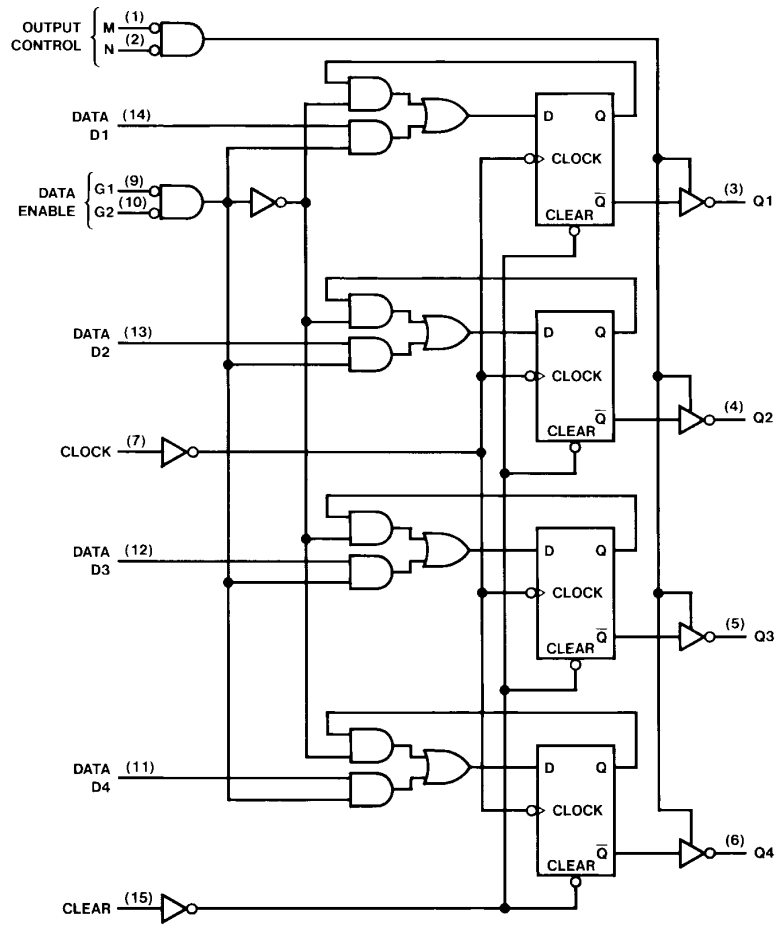 OUTPUT CONTROL
M (1)
N (2)
DATA D1 (14)
D Q
CLOCK
Q̅
CLEAR
(3) Q1
DATA ENABLE
G1 (9)
G2 (10)
DATA D2 (13)
D Q
CLOCK
Q̅
CLEAR
(4) Q2
CLOCK (7)
DATA D3 (12)
D Q
CLOCK
Q̅
CLEAR
(5) Q3
DATA D4 (11)
D Q
CLOCK
Q̅
CLEAR
(6) Q4
CLEAR (15)